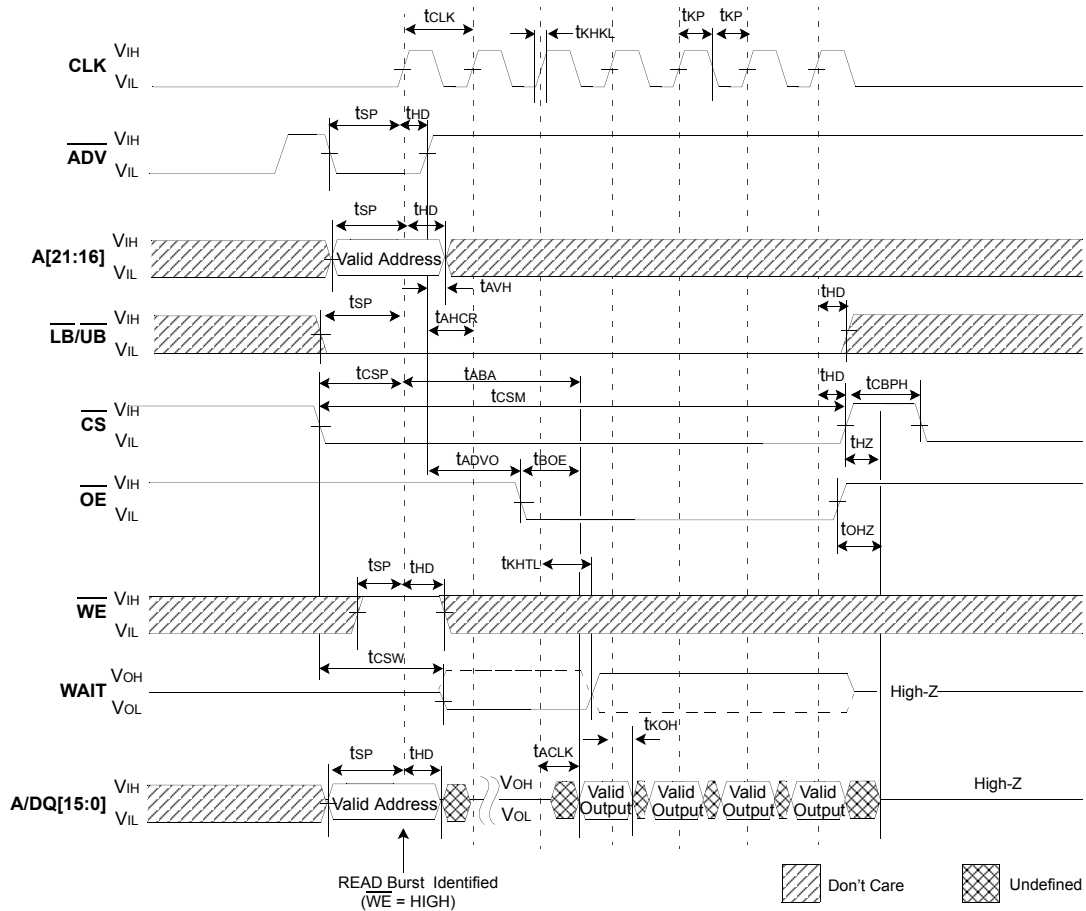 tCLK
tKHKL
tKP tKP
CLK VIH
VIL
tSP tHD
ADV VIH
VIL
tSP tHD
A[21:16] VIH
VIL
Valid Address
tAVH
tSP
tAHCR
tHD
LB/UB VIH
VIL
tCSP tABA
tCSM
tHD tCBPH
CS VIH
VIL
tHZ
tADVO tBOE
OE VIH
VIL
tOHZ
tKHTL
tSP tHD
WE VIH
VIL
tCSW
WAIT VOH
VOL
High-Z
tKOH
tACLK
tSP tHD
A/DQ[15:0] VIH
VIL
Valid Address
VOH
VOL
Valid Output
Valid Output
Valid Output
Valid Output
High-Z
READ Burst Identified
(WE = HIGH)
Don't Care
Undefined